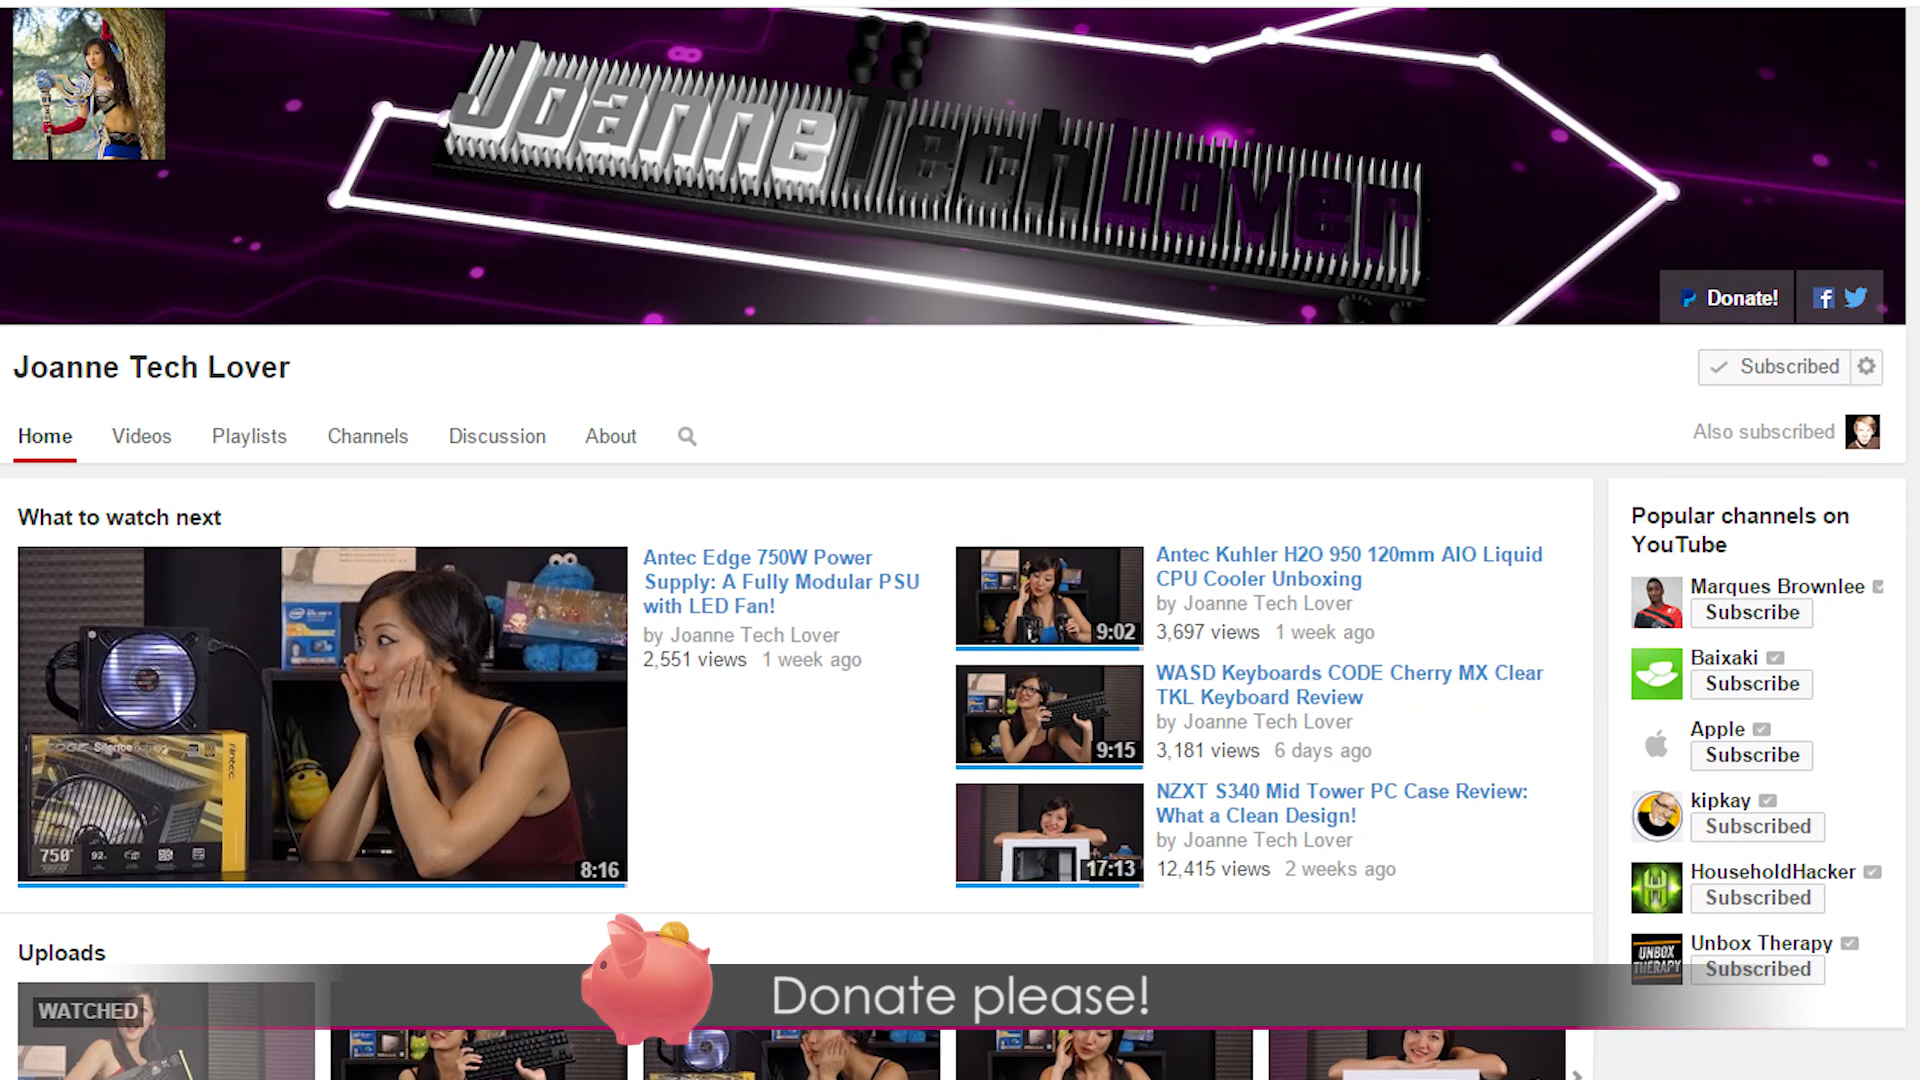 JoanneTechLover
Donate!
Joanne Tech Lover
Subscribed
Home
Videos
Playlists
Channels
Discussion
About
Also subscribed
What to watch next
750
8:16
Antec Edge 750W Power
Supply: A Fully Modular PSU
with LED Fan!
by Joanne Tech Lover
2,551 views 1 week ago
9:02
Antec Kuhler H2O 950 120mm AIO Liquid
CPU Cooler Unboxing
by Joanne Tech Lover
3,697 views 1 week ago
9:15
WASD Keyboards CODE Cherry MX Clear
TKL Keyboard Review
by Joanne Tech Lover
3,181 views 6 days ago
17:13
NZXT S340 Mid Tower PC Case Review:
What a Clean Design!
by Joanne Tech Lover
12,415 views 2 weeks ago
Popular channels on
YouTube
Marques Brownlee
Subscribe
Baixaki
Subscribe
Apple
Subscribe
kipkay
Subscribed
HouseholdHacker
Subscribed
UNBOX
THERAPY
Unbox Therapy
Subscribed
Uploads
WATCHED
Donate please!